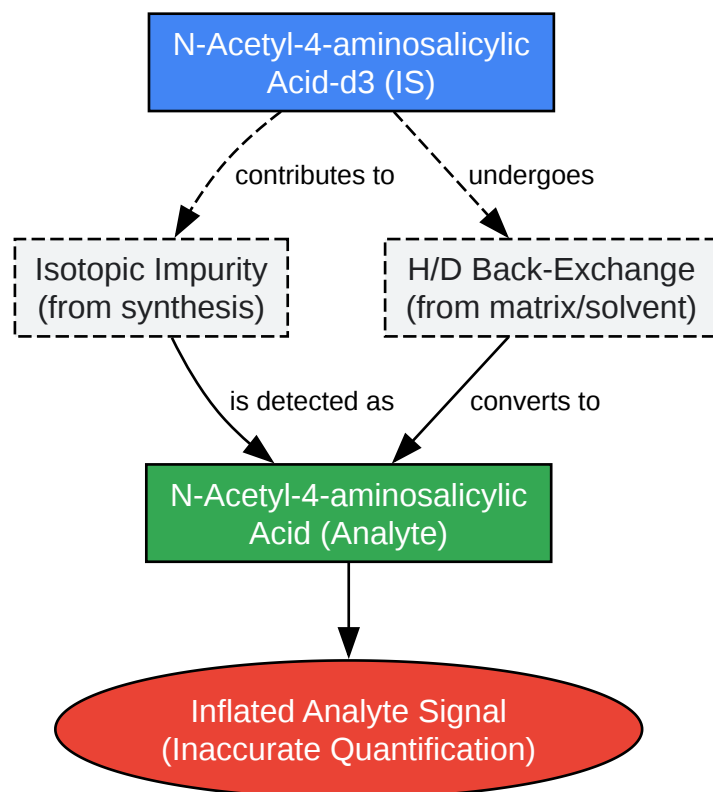 N-Acetyl-4-aminosalicylic
Acid-d3 (IS)
contributes to
undergoes
Isotopic Impurity
(from synthesis)
H/D Back-Exchange
(from matrix/solvent)
is detected as
converts to
N-Acetyl-4-aminosalicylic
Acid (Analyte)
Inflated Analyte Signal
(Inaccurate Quantification)